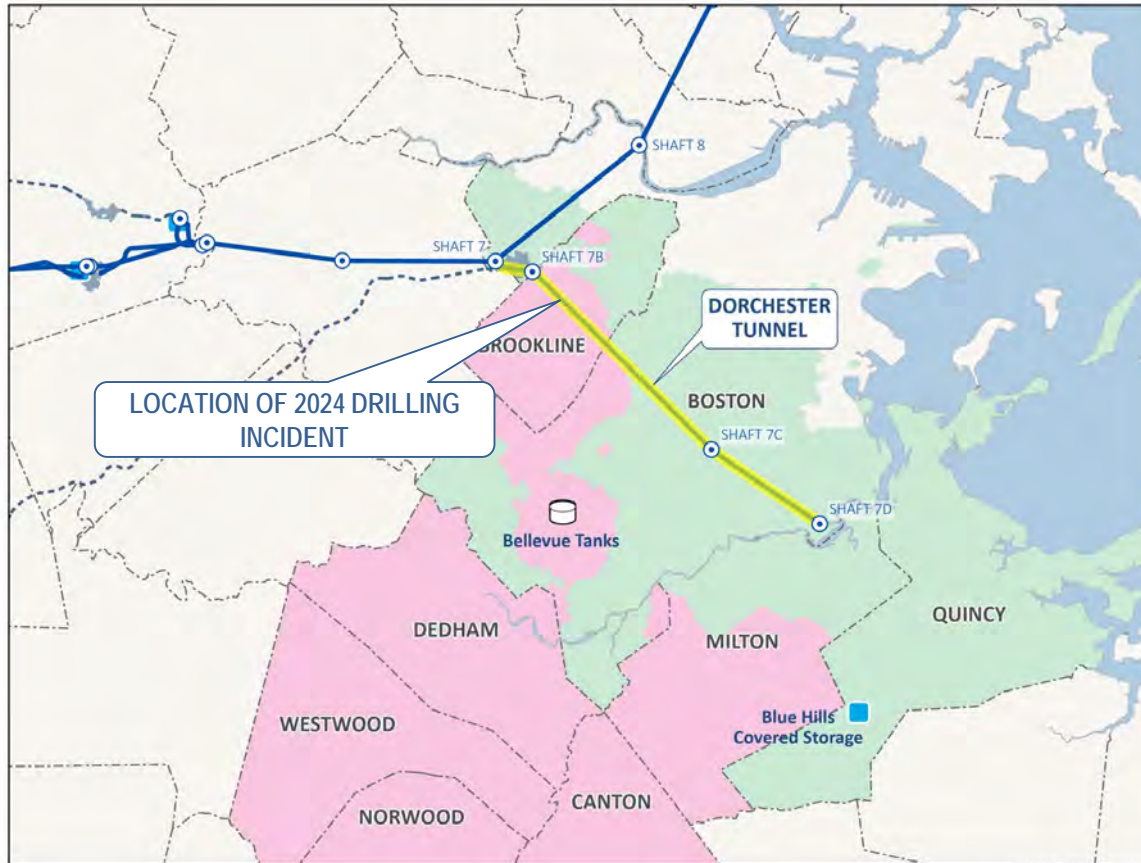 SHAFT 8
SHAFT 7
SHAFT 7B
DORCHESTER
TUNNEL
BROOKLINE
LOCATION OF 2024 DRILLING
INCIDENT
BOSTON
SHAFT 7C
SHAFT 7D
Bellevue Tanks
QUINCY
DEDHAM
MILTON
WESTWOOD
Blue Hills
Covered Storage
CANTON
NORWOOD